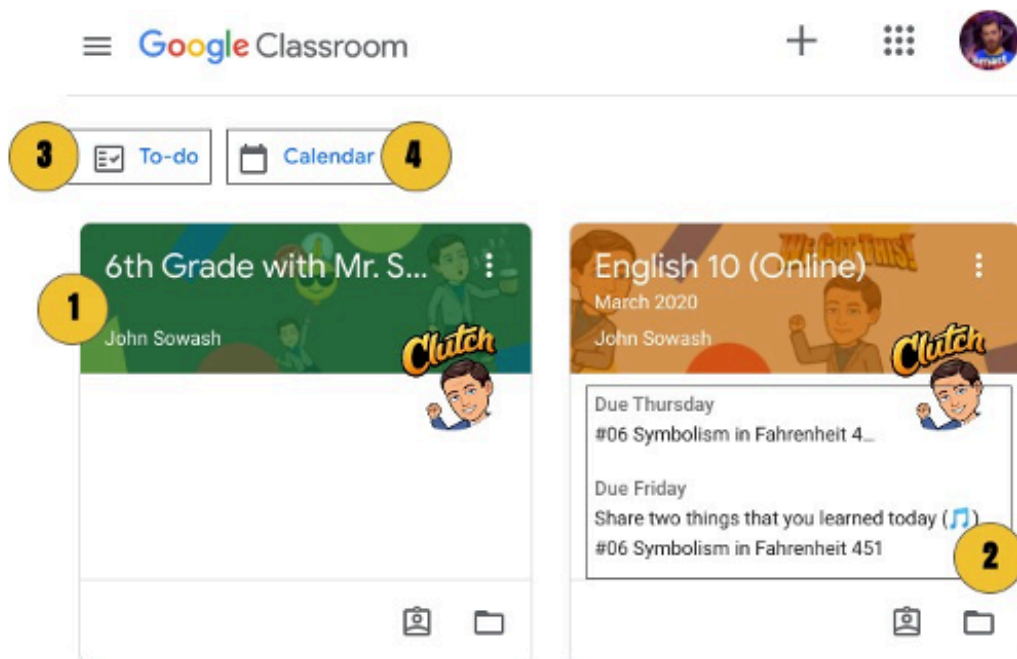 Google Classroom
smart
3
To-do
Calendar
4
6th Grade with Mr. S...
1
John Sowash
Clutch
WE GOT THIS!
English 10 (Online)
March 2020
John Sowash
Clutch
Due Thursday
#06 Symbolism in Fahrenheit 4...
Due Friday
Share two things that you learned today (🎵)
#06 Symbolism in Fahrenheit 451
2